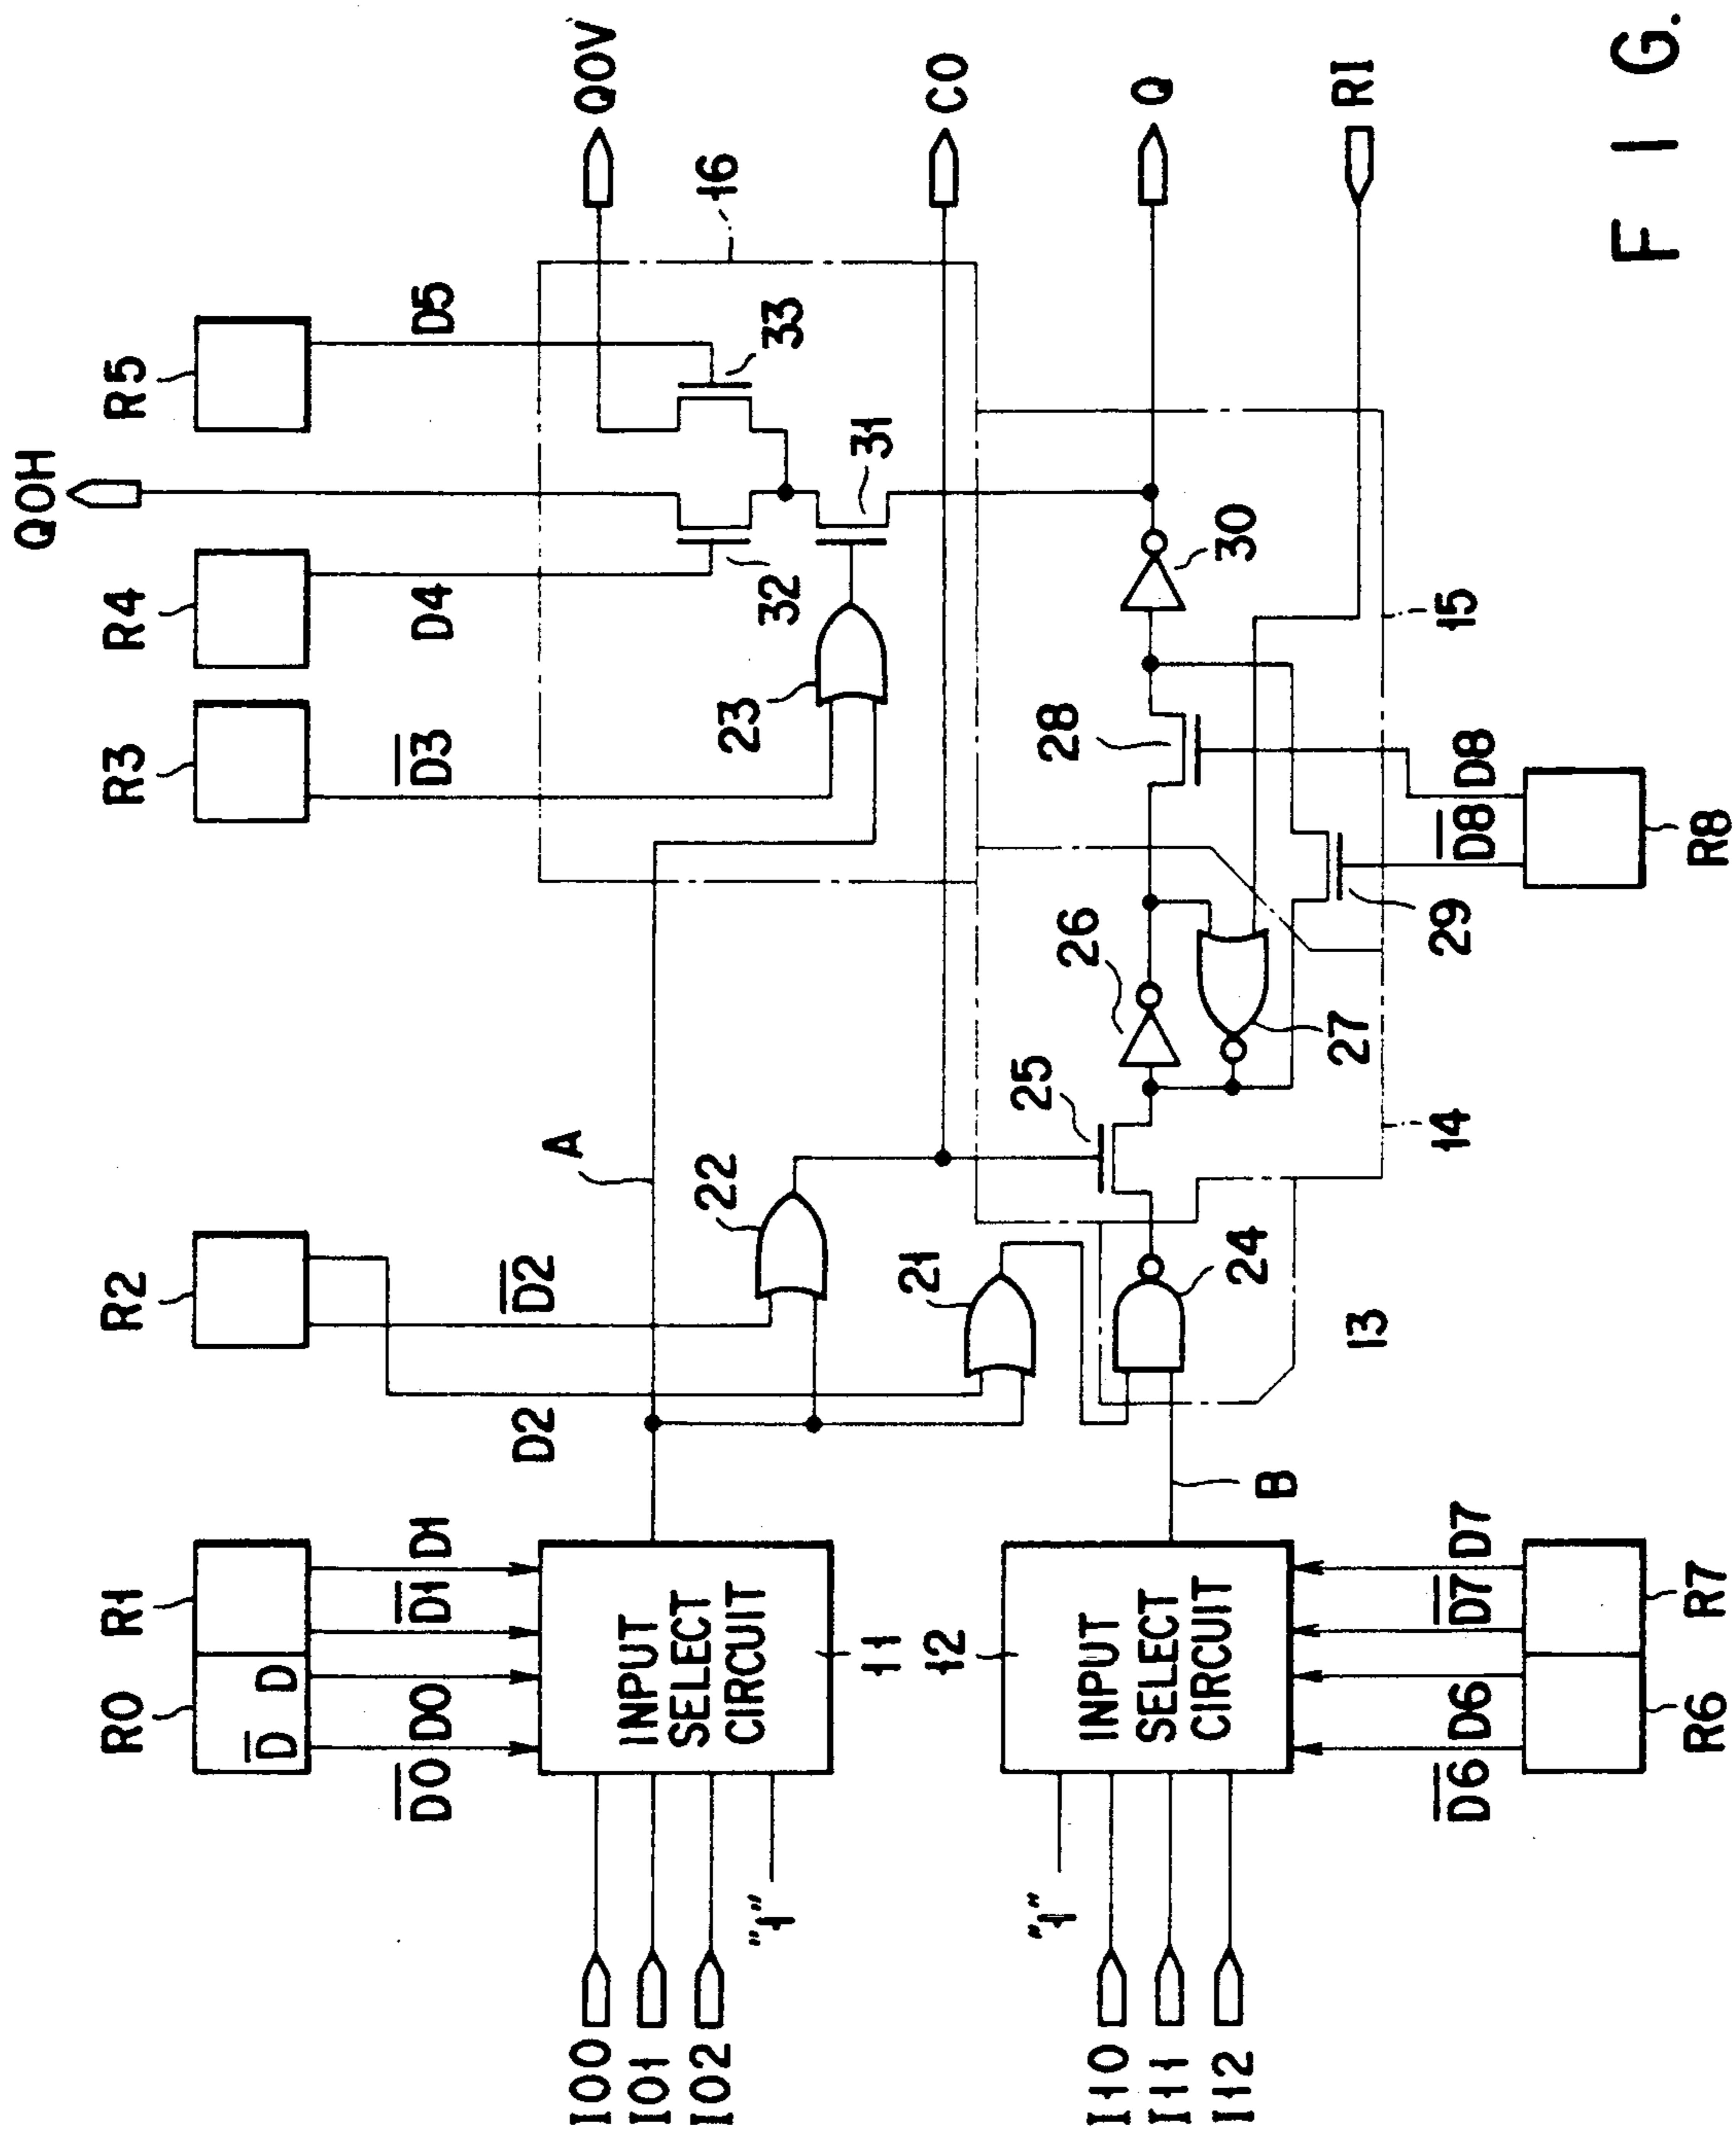 QOH
R0
R1
R2
R3
R4
R5
D̅
D
D̅0̅
D0
D̅1̅
D1
D2
D̅2̅
D̅3̅
D4
D5
QOV
16
33
32
31
23
A
22
CO
I00
I01
I02
"1"
INPUT
SELECT
CIRCUIT
11
12
21
25
26
28
30
Q
"1"
I10
I11
I12
INPUT
SELECT
CIRCUIT
B
24
13
27
29
14
15
RI
D̅6̅
D6
D̅7̅
D7
D̅8̅
D8
R6
R7
R8
FIG.